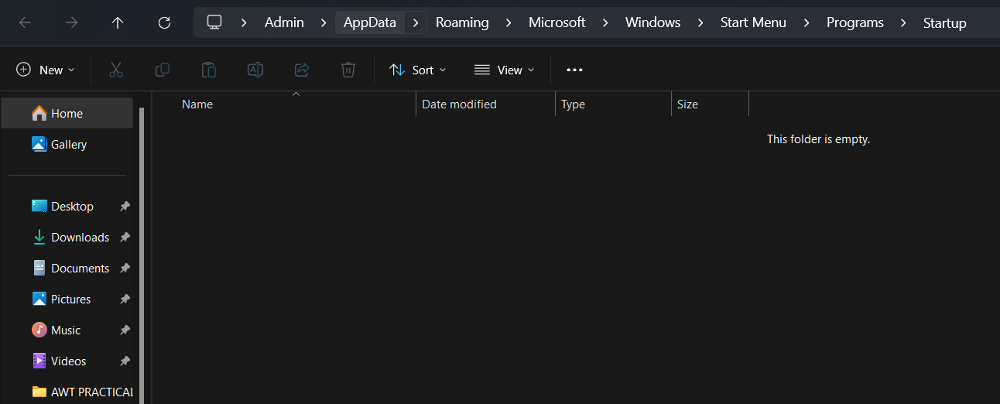 Admin > AppData > Roaming > Microsoft > Windows > Start Menu > Programs > Startup
New Sort View
Name Date modified Type Size
This folder is empty.
Home
Gallery
Desktop
Downloads
Documents
Pictures
Music
Videos
AWT PRACTICAL